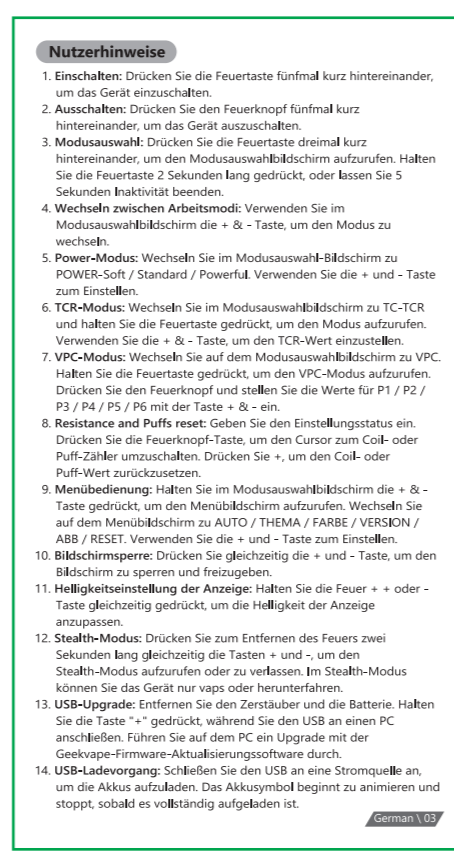 Nutzerhinweise
1. Einschalten: Drücken Sie die Feuertaste fünfmal kurz hintereinander,
um das Gerät einzuschalten.
2. Ausschalten: Drücken Sie den Feuerknopf fünfmal kurz
hintereinander, um das Gerät auszuschalten.
3. Modusauswahl: Drücken Sie die Feuertaste dreimal kurz
hintereinander, um den Modusauswahlbildschirm aufzurufen. Halten
Sie die Feuertaste 2 Sekunden lang gedrückt, oder lassen Sie 5
Sekunden Inaktivität beenden.
4. Wechseln zwischen Arbeitsmodi: Verwenden Sie im
Modusauswahlbildschirm die + & - Taste, um den Modus zu
wechseln.
5. Power-Modus: Wechseln Sie im Modusauswahl-Bildschirm zu
POWER-Soft / Standard / Powerful. Verwenden Sie die + und - Taste
zum Einstellen.
6. TCR-Modus: Wechseln Sie im Modusauswahlbildschirm zu TC-TCR
und halten Sie die Feuertaste gedrückt, um den Modus aufzurufen.
Verwenden Sie die + & - Taste, um den TCR-Wert einzustellen.
7. VPC-Modus: Wechseln Sie auf dem Modusauswahlbildschirm zu VPC.
Halten Sie die Feuertaste gedrückt, um den VPC-Modus aufzurufen.
Drücken Sie den Feuerknopf und stellen Sie die Werte für P1 / P2 /
P3 / P4 / P5 / P6 mit der Taste + & - ein.
8. Resistance and Puffs reset: Geben Sie den Einstellungsstatus ein.
Drücken Sie die Feuerknopf-Taste, um den Cursor zum Coil- oder
Puff-Zähler umzuschalten. Drücken Sie +, um den Coil- oder
Puff-Wert zurückzusetzen.
9. Menübedienung: Halten Sie im Modusauswahlbildschirm die + & -
Taste gedrückt, um den Menübildschirm aufzurufen. Wechseln Sie
auf dem Menübildschirm zu AUTO / THEMA / FARBE / VERSION /
ABB / RESET. Verwenden Sie die + und - Taste zum Einstellen.
10. Bildschirmsperre: Drücken Sie gleichzeitig die + und - Taste, um den
Bildschirm zu sperren und freizugeben.
11. Helligkeitseinstellung der Anzeige: Halten Sie die Feuer + + oder -
Taste gleichzeitig gedrückt, um die Helligkeit der Anzeige
anzupassen.
12. Stealth-Modus: Drücken Sie zum Entfernen des Feuers zwei
Sekunden lang gleichzeitig die Tasten + und -, um den
Stealth-Modus aufzurufen oder zu verlassen. Im Stealth-Modus
können Sie das Gerät nur vaps oder herunterfahren.
13. USB-Upgrade: Entfernen Sie den Zerstäuber und die Batterie. Halten
Sie die Taste "+" gedrückt, während Sie den USB an einen PC
anschließen. Führen Sie auf dem PC ein Upgrade mit der
Geekvape-Firmware-Aktualisierungssoftware durch.
14. USB-Ladevorgang: Schließen Sie den USB an eine Stromquelle an,
um die Akkus aufzuladen. Das Akkusymbol beginnt zu animieren und
stoppt, sobald es vollständig aufgeladen ist.
German \ 03